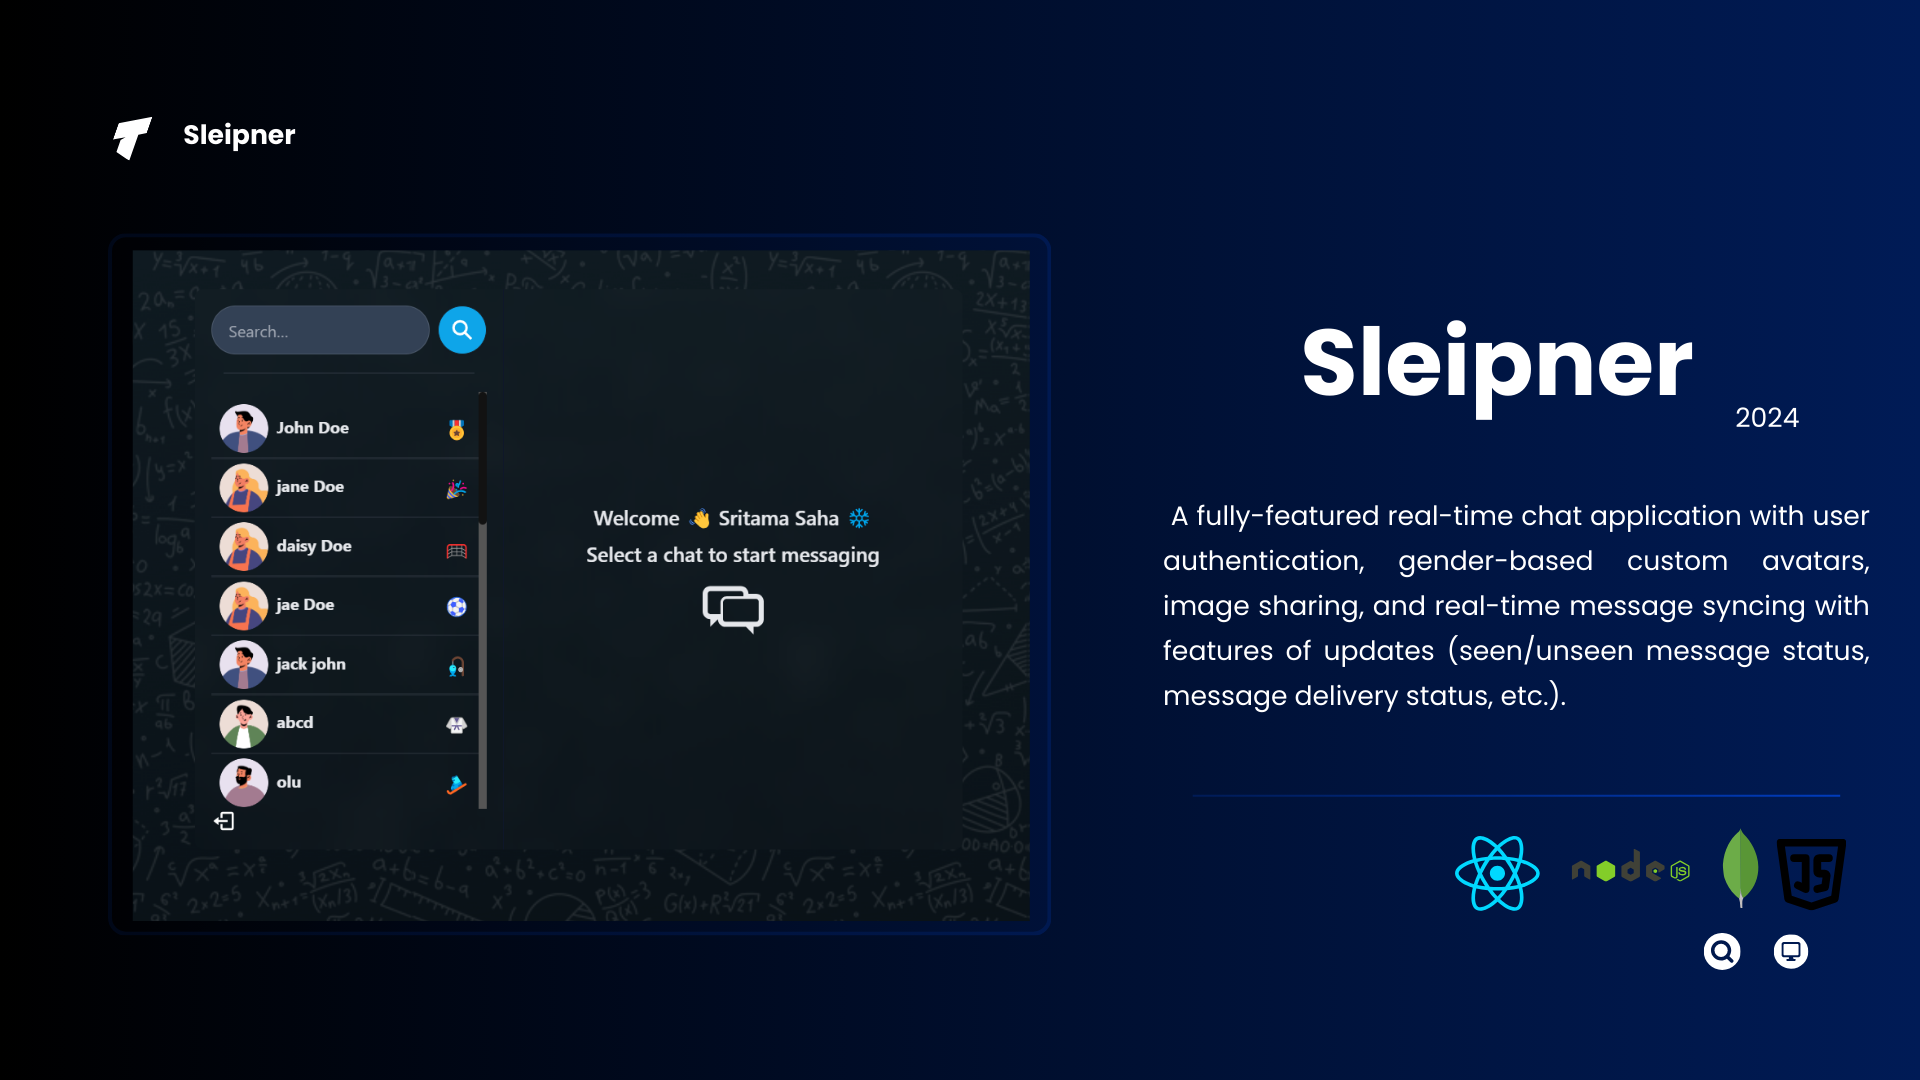 Sleipner
Search...
John Doe
jane Doe
daisy Doe
jae Doe
jack john
abcd
olu
Welcome 👋 Sritama Saha ❄
Select a chat to start messaging
Sleipner
2024
A fully-featured real-time chat application with user
authentication, gender-based custom avatars,
image sharing, and real-time message syncing with
features of updates (seen/unseen message status,
message delivery status, etc.).
node JS
JS